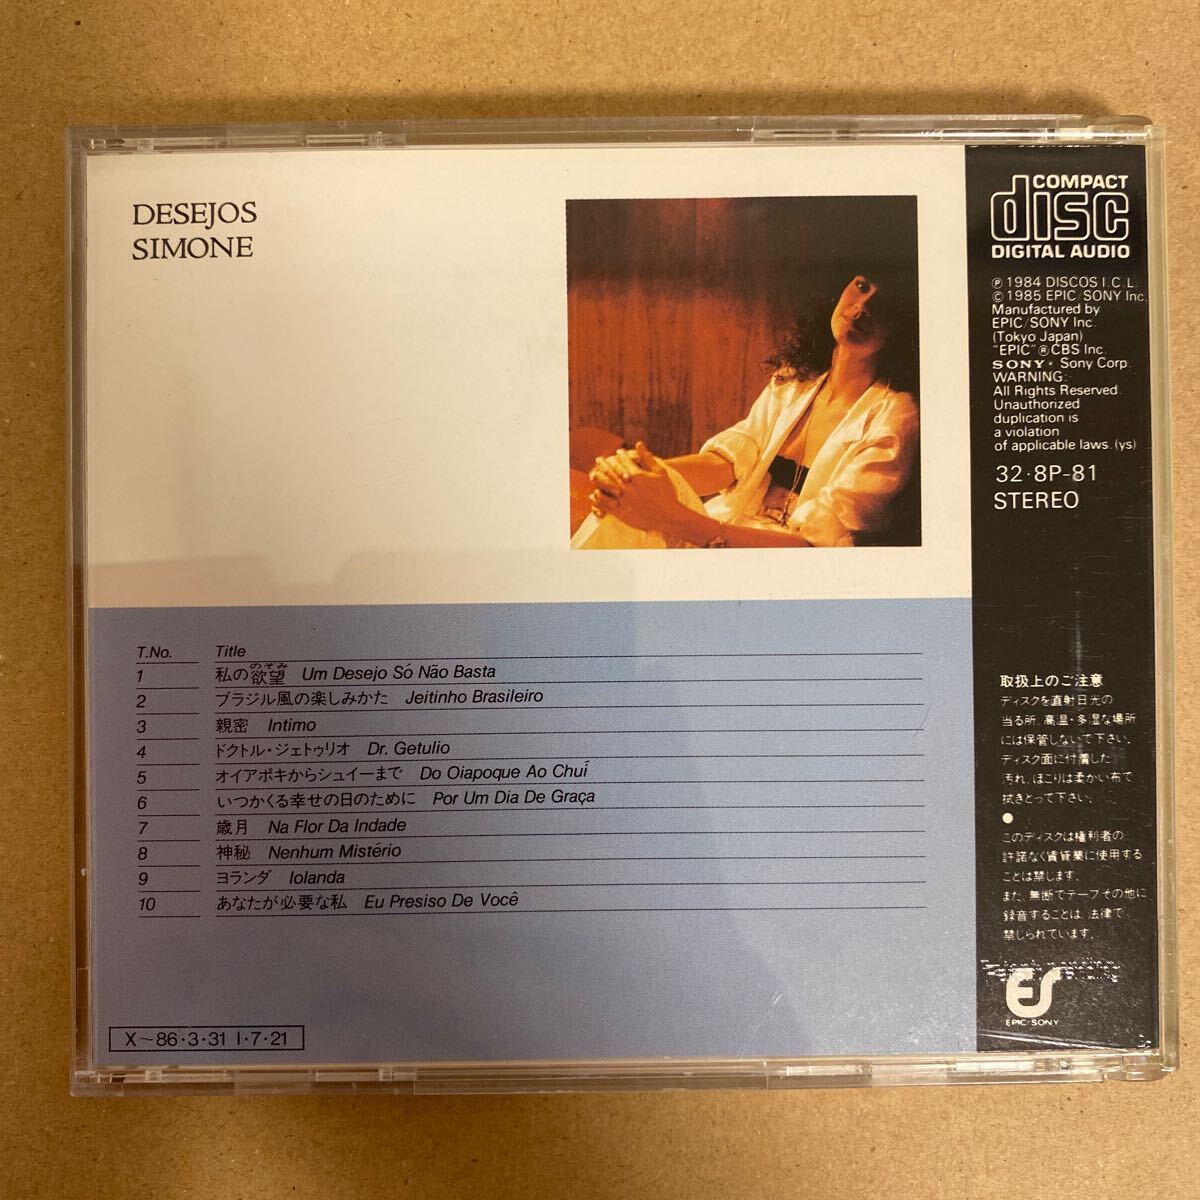 DESEJOS
SIMONE
T.No. Title
1 私の欲望(のぞみ) Um Desejo Só Não Basta
2 ブラジル風の楽しみかた Jeitinho Brasileiro
3 親密 Intimo
4 ドクトル・ジェトゥリオ Dr. Getulio
5 オイアポキからシュイーまで Do Oiapoque Ao Chuí
6 いつかくる幸せの日のために Por Um Dia De Graça
7 歳月 Na Flor Da Indade
8 神秘 Nenhum Mistério
9 ヨランダ Iolanda
10 あなたが必要な私 Eu Presiso De Você
X〜86・3・31 I・7・21
COMPACT
disc
DIGITAL AUDIO
℗ 1984 DISCOS I.C.L.
© 1985 EPIC/SONY Inc.
Manufactured by
EPIC/SONY Inc.
(Tokyo Japan)
"EPIC" ® CBS Inc.
SONY® Sony Corp.
WARNING:
All Rights Reserved.
Unauthorized
duplication is
a violation
of applicable laws. (ys)
32・8P-81
STEREO
取扱上のご注意
ディスクを直射日光の
当る所、高温・多湿な場所
には保管しないで下さい。
ディスク面に付着した
汚れ、ほこりは柔かい布で
拭きとって下さい。
●
このディスクは権利者の
許諾なく賃貸業に使用する
ことは禁じます。
また、無断でテープその他に
録音することは、法律で
禁じられています。
ES
EPIC・SONY